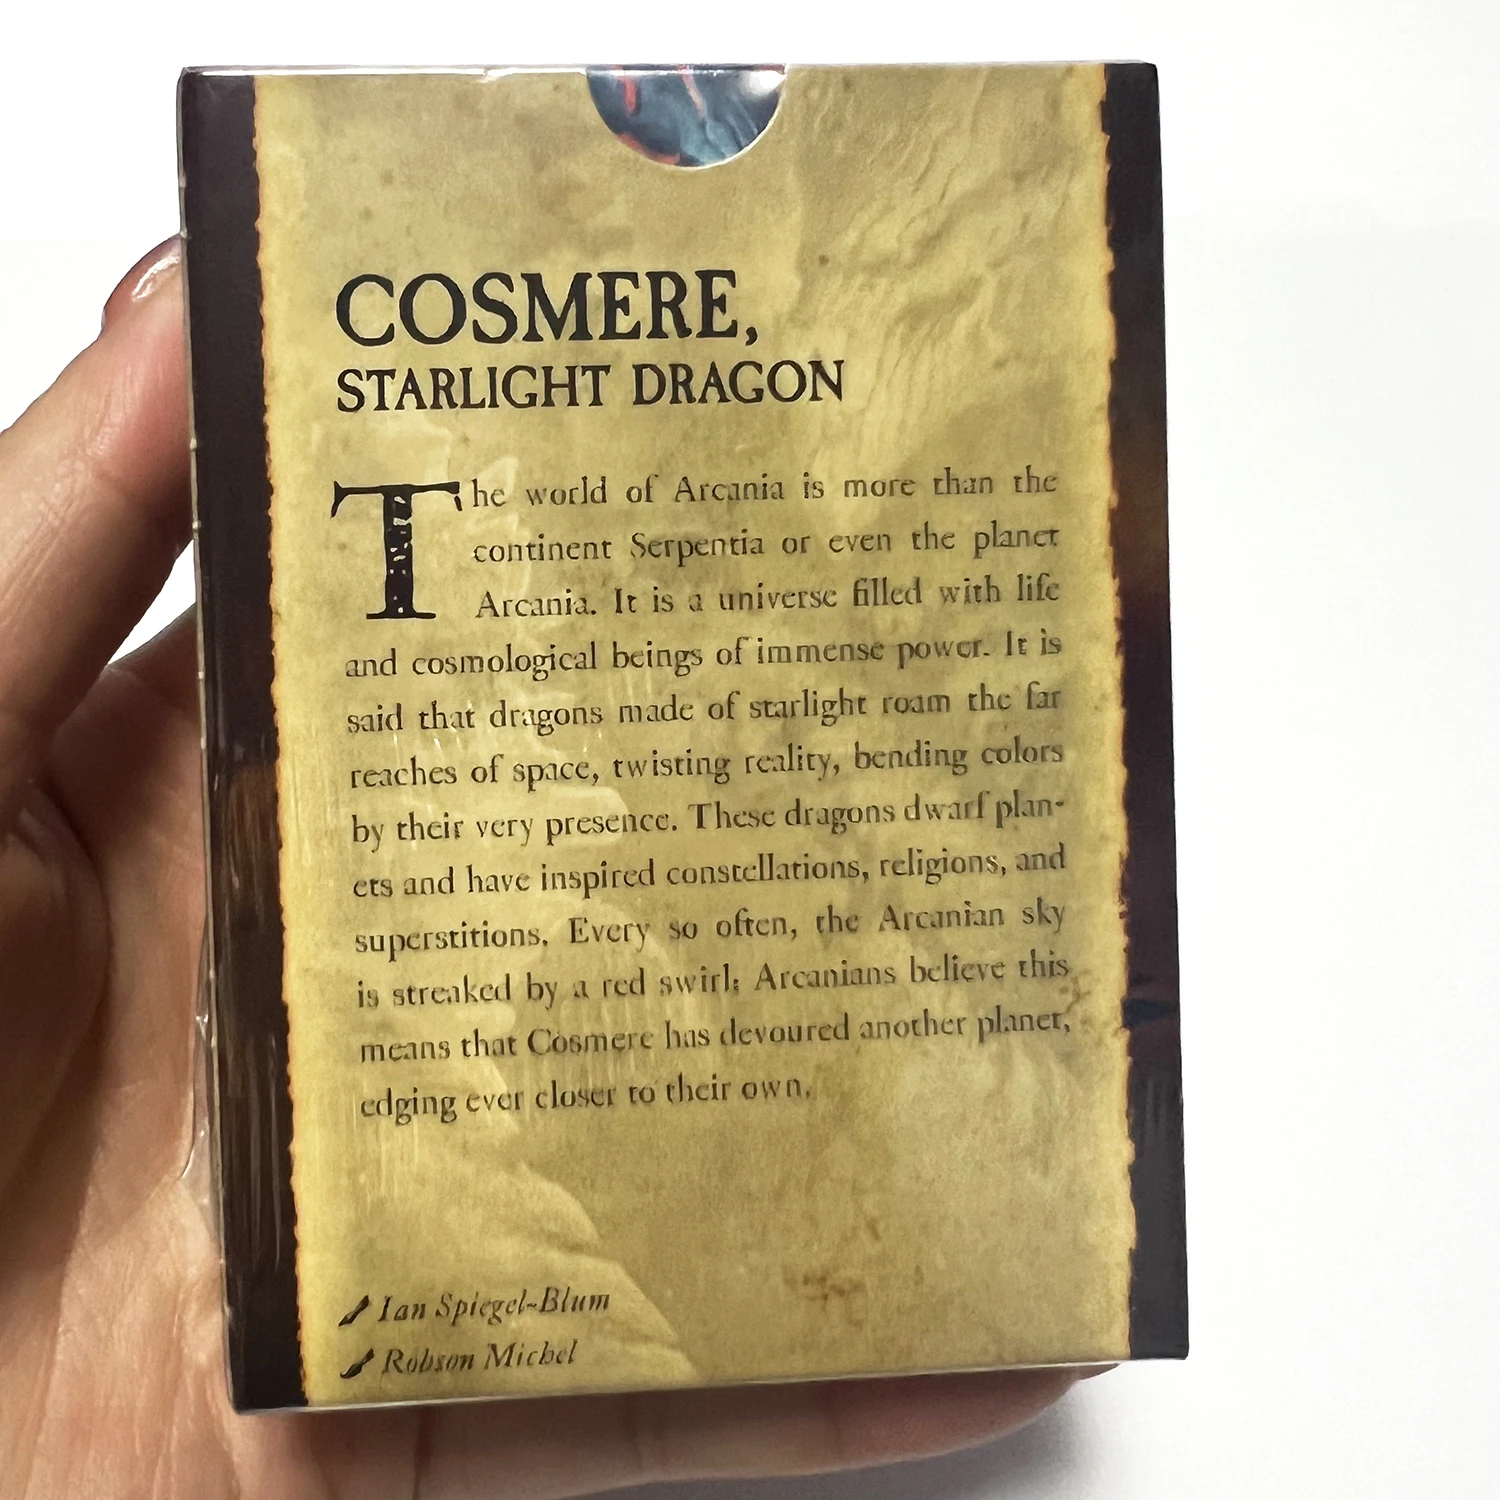 COSMERE,
STARLIGHT DRAGON
The world of Arcania is more than the
continent Serpentia or even the planet
Arcania. It is a universe filled with life
and cosmological beings of immense power. It is
said that dragons made of starlight roam the far
reaches of space, twisting reality, bending colors
by their very presence. These dragons dwarf plan-
ets and have inspired constellations, religions, and
superstitions. Every so often, the Arcanian sky
is streaked by a red swirl; Arcanians believe this
means that Cosmere has devoured another planet,
edging ever closer to their own.
Ian Spiegel-Blum
Robson Michel